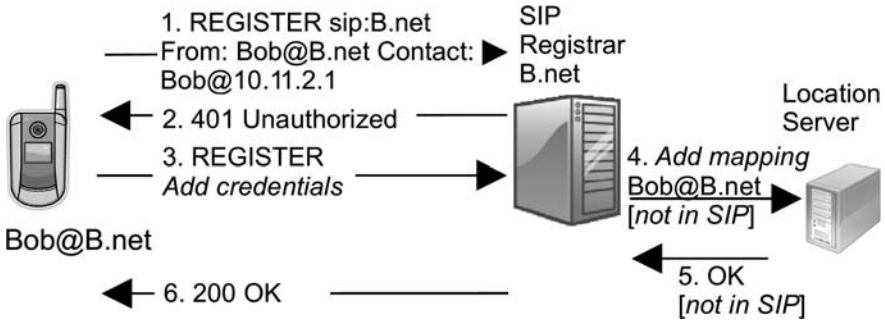 1. REGISTER sip:B.net
From: Bob@B.net Contact:
Bob@10.11.2.1
SIP
Registrar
B.net
2. 401 Unauthorized
Location
Server
3. REGISTER
Add credentials
4. Add mapping
Bob@B.net
[not in SIP]
Bob@B.net
5. OK
[not in SIP]
6. 200 OK